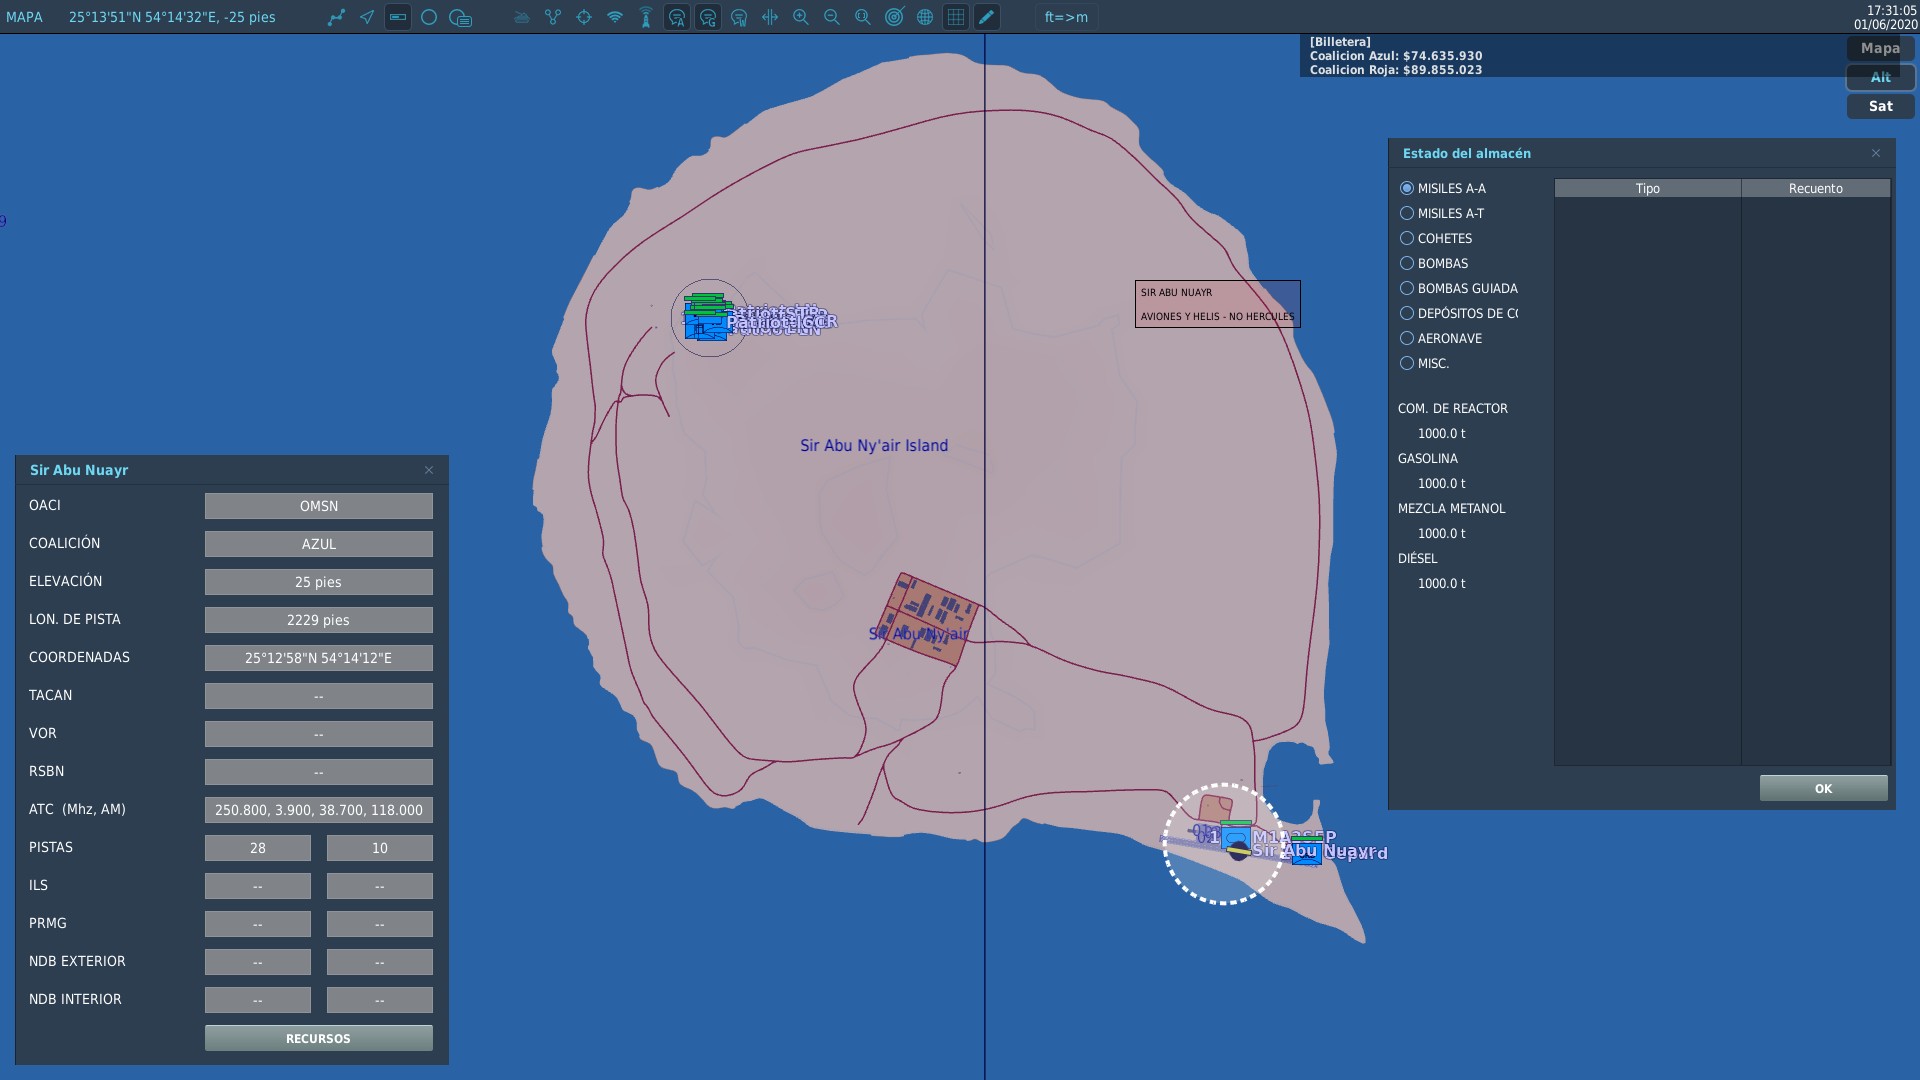 MAPA
25°13'51"N 54°14'32"E, -25 pies
ft=>m
17:31:05
01/06/2020
[Billetera]
Coalicion Azul: $74.635.930
Coalicion Roja: $89.855.023
Mapa
Alt
Sat
9
SIR ABU NUAYR
AVIONES Y HELIS - NO HERCULES
Patriot CR
Sir Abu Ny'air Island
Sir Abu Ny'air
M1A2SEP
Sir Abu Nuayr
Sir Abu Nuayr
OACI
OMSN
COALICIÓN
AZUL
ELEVACIÓN
25 pies
LON. DE PISTA
2229 pies
COORDENADAS
25°12'58"N 54°14'12"E
TACAN
--
VOR
--
RSBN
--
ATC (Mhz, AM)
250.800, 3.900, 38.700, 118.000
PISTAS
28
10
ILS
--
--
PRMG
--
--
NDB EXTERIOR
--
--
NDB INTERIOR
--
--
RECURSOS
Estado del almacén
MISILES A-A
MISILES A-T
COHETES
BOMBAS
BOMBAS GUIADA
DEPÓSITOS DE CO
AERONAVE
MISC.
COM. DE REACTOR
1000.0 t
GASOLINA
1000.0 t
MEZCLA METANOL
1000.0 t
DIÉSEL
1000.0 t
Tipo
Recuento
OK